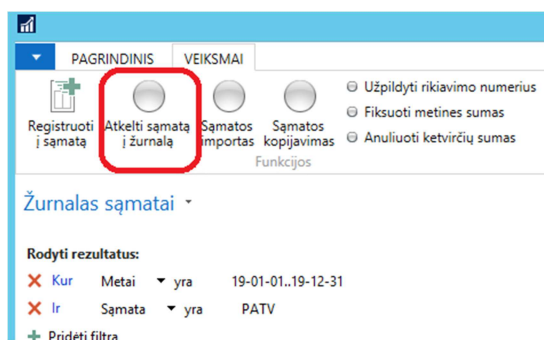 PAGRINDINIS VEIKSMAI
Registruoti į sąmatą
Atkelti sąmatą į žurnalą
Sąmatos importas
Sąmatos kopijavimas
Užpildyti rikiavimo numerius
Fiksuoti metines sumas
Anuliuoti ketvirčių sumas
Funkcijos
Žurnalas sąmatai
Rodyti rezultatus:
Kur Metai yra 19-01-01..19-12-31
Ir Sąmata yra PATV
Pridėti filtrą